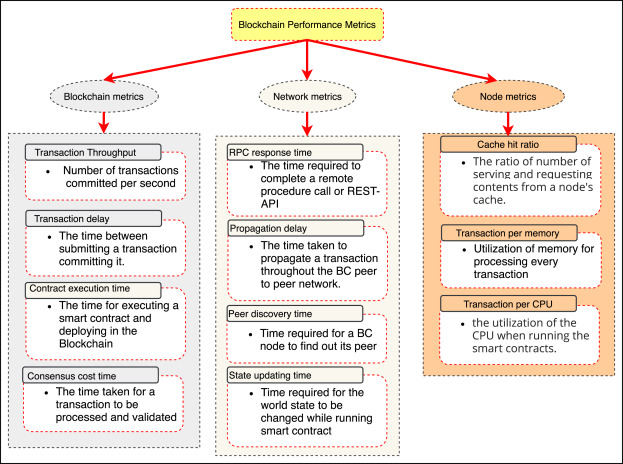 Blockchain Performance Metrics
Blockchain metrics
Network metrics
Node metrics
Transaction Throughput
• Number of transactions
committed per second
Transaction delay
• The time between
submitting a transaction
committing it.
Contract execution time
• The time for executing a
smart contract and
deploying in the
Blockchain
Consensus cost time
• The time taken for a
transaction to be
processed and validated
RPC response time
• The time required to
complete a remote
procedure call or REST-
API
Propagation delay
• The time taken to
propagate a transaction
throughout the BC peer
to peer network.
Peer discovery time
• Time required for a BC
node to find out its peer
State updating time
• Time required for the
world state to be
changed while running
smart contract
Cache hit ratio
• The ratio of number of
serving and requesting
contents from a node's
cache.
Transaction per memory
• Utilization of memory for
processing every
transaction
Transaction per CPU
• the utilization of the
CPU when running the
smart contracts.